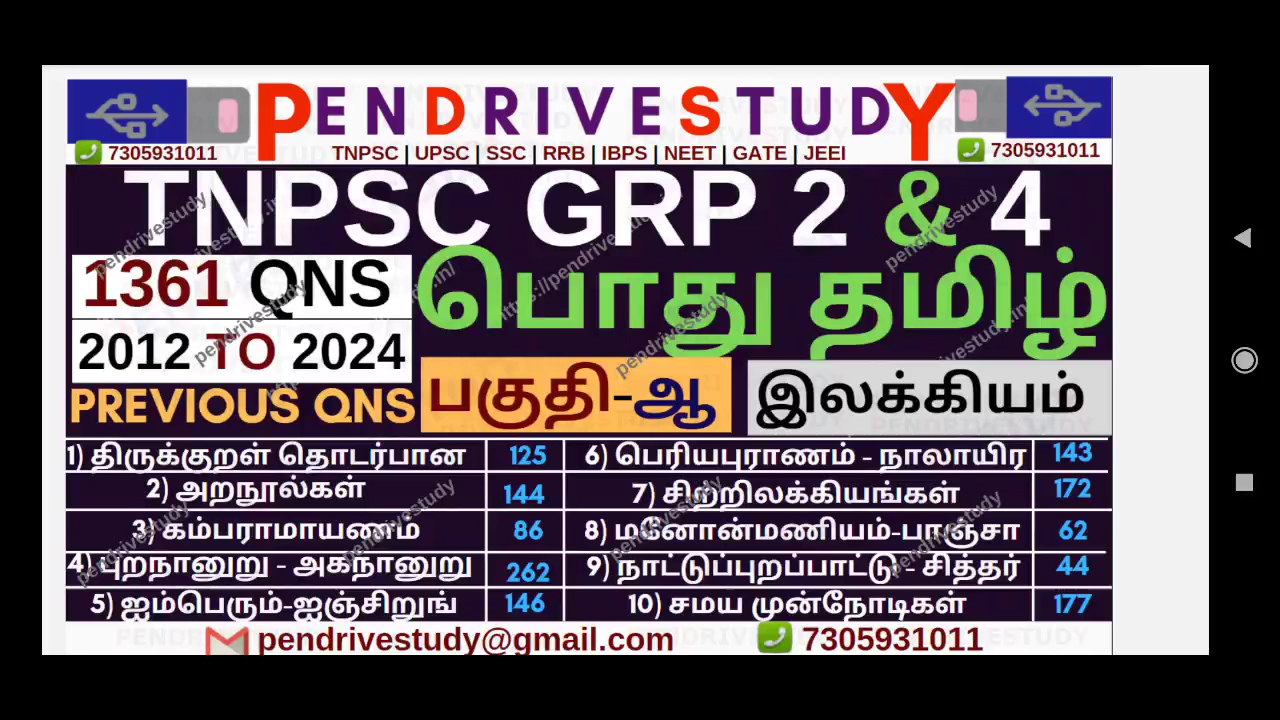 PENDRIVESTUDY
7305931011 TNPSC | UPSC | SSC | RRB | IBPS | NEET | GATE | JEEI 7305931011
TNPSC GRP 2 & 4
1361 QNS
பொது தமிழ்
2012 TO 2024
PREVIOUS QNS
பகுதி-ஆ
இலக்கியம்
1) திருக்குறள் தொடர்பான 125
2) அறநூல்கள் 144
3) கம்பராமாயணம் 86
4) புறநானுறு - அகநானுறு 262
5) ஐம்பெரும்-ஐஞ்சிறுங் 146
6) பெரியபுராணம் - நாலாயிர 143
7) சிற்றிலக்கியங்கள் 172
8) மனோன்மணியம்-பாஞ்சா 62
9) நாட்டுப்புறப்பாட்டு - சித்தர் 44
10) சமய முன்நோடிகள் 177
pendrivestudy@gmail.com 7305931011